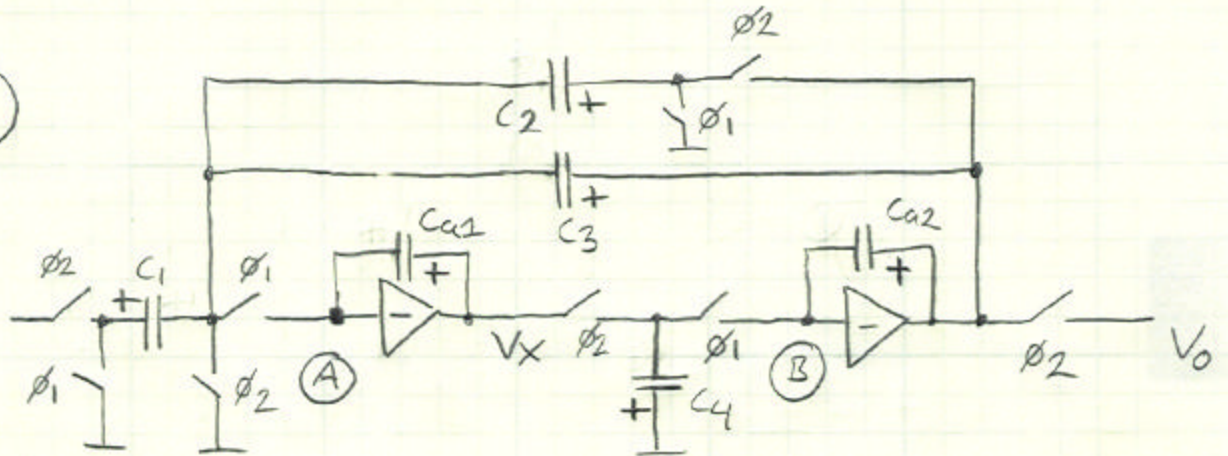 ø2
C2 +
ø1
C3 +
Ca1 +
Ca2 +
ø2
+ C1
ø1
-
Vx
ø2
ø1
-
ø2
Vo
ø1
ø2
A
+ C4
B